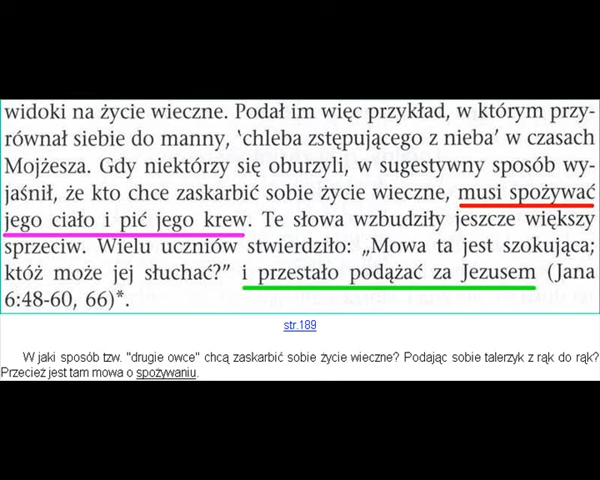 widoki na życie wieczne. Podał im więc przykład, w którym przy-
równał siebie do manny, ‛chleba zstępującego z nieba’ w czasach
Mojżesza. Gdy niektórzy się oburzyli, w sugestywny sposób wy-
jaśnił, że kto chce zaskarbić sobie życie wieczne, musi spożywać
jego ciało i pić jego krew. Te słowa wzbudziły jeszcze większy
sprzeciw. Wielu uczniów stwierdziło: „Mowa ta jest szokująca;
któż może jej słuchać?” i przestało podążać za Jezusem (Jana
6:48-60, 66)*.
str.189
W jaki sposób tzw. "drugie owce" chcą zaskarbić sobie życie wieczne? Podając sobie talerzyk z rąk do rąk?
Przecież jest tam mowa o spożywaniu.